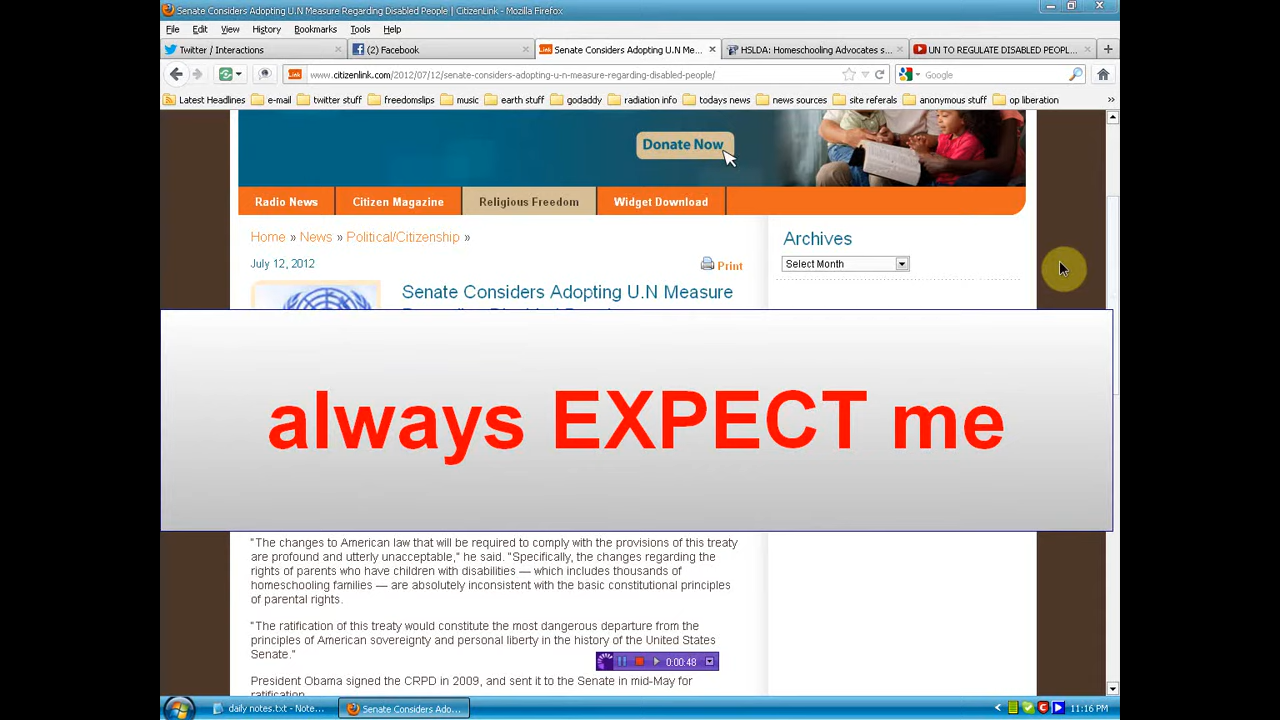 Senate Considers Adopting U.N Measure Regarding Disabled People | CitizenLink - Mozilla Firefox
File Edit View History Bookmarks Tools Help
Twitter / Interactions × (2) Facebook × Link Senate Considers Adopting U.N Me... × HSLDA: Homeschooling Advocates s... × UN TO REGULATE DISABLED PEOPL... × +
Link www.citizenlink.com/2012/07/12/senate-considers-adopting-u-n-measure-regarding-disabled-people/ Google
Latest Headlines e-mail twitter stuff freedomslips music earth stuff godaddy radiation info todays news news sources site referals anonymous stuff op liberation »
Donate Now
Radio News Citizen Magazine Religious Freedom Widget Download
Home » News » Political/Citizenship »
Archives
July 12, 2012 Print
Select Month
Senate Considers Adopting U.N Measure
always EXPECT me
"The changes to American law that will be required to comply with the provisions of this treaty
are profound and utterly unacceptable," he said. "Specifically, the changes regarding the
rights of parents who have children with disabilities — which includes thousands of
homeschooling families — are absolutely inconsistent with the basic constitutional principles
of parental rights.
"The ratification of this treaty would constitute the most dangerous departure from the
principles of American sovereignty and personal liberty in the history of the United States
Senate."
0:00:48
President Obama signed the CRPD in 2009, and sent it to the Senate in mid-May for
ratification.
daily notes.txt - Note... Senate Considers Ado... 11:16 PM